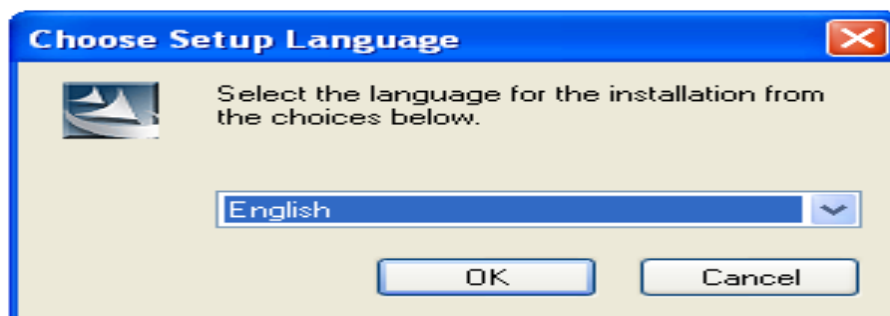 Choose Setup Language
Select the language for the installation from
the choices below.
English
OK
Cancel